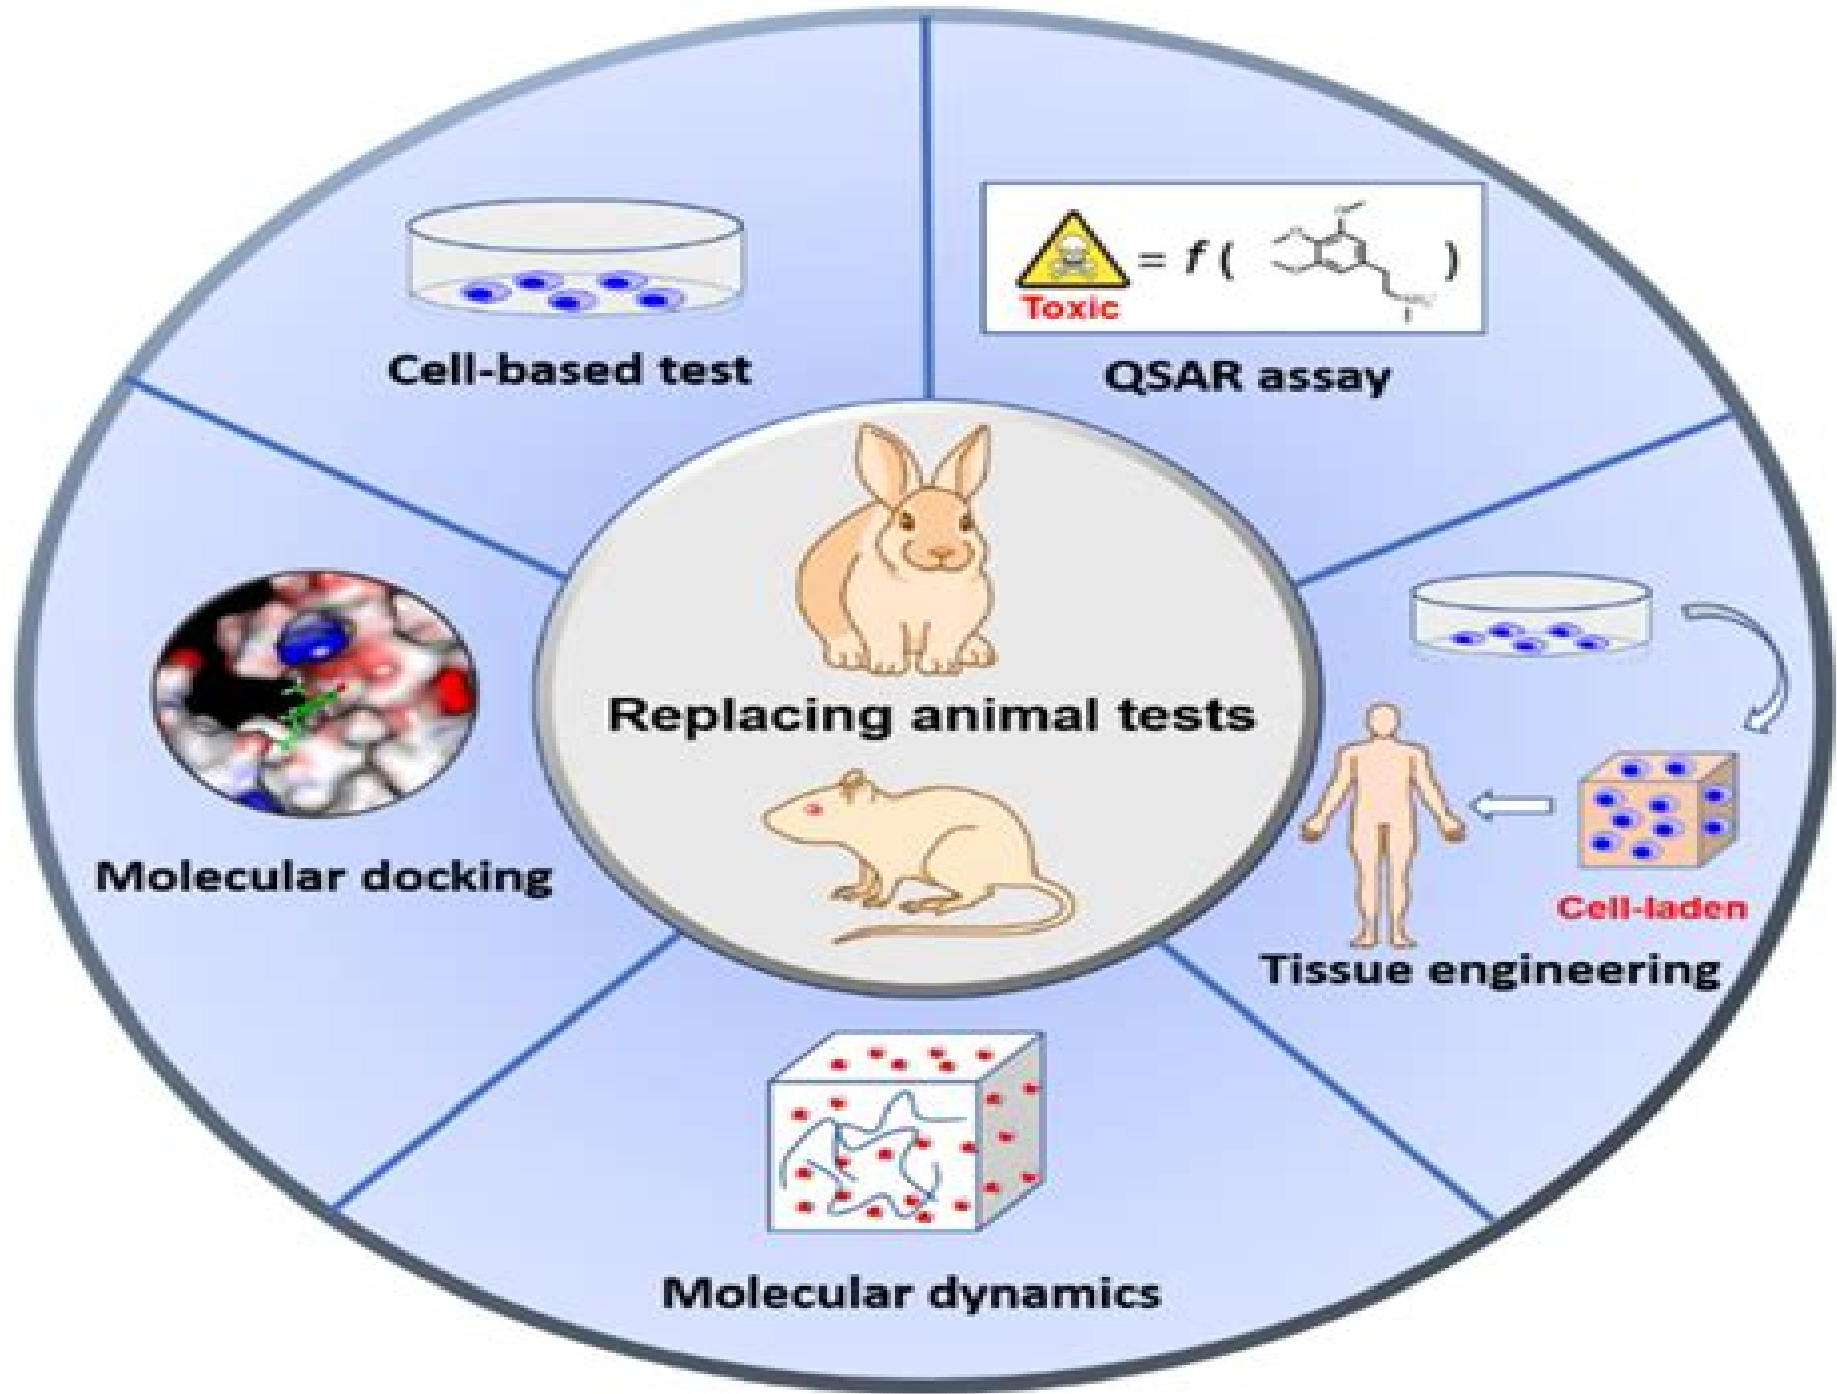 = f ( )
Toxic
Cell-based test
QSAR assay
Replacing animal tests
Molecular docking
Cell-laden
Tissue engineering
Molecular dynamics